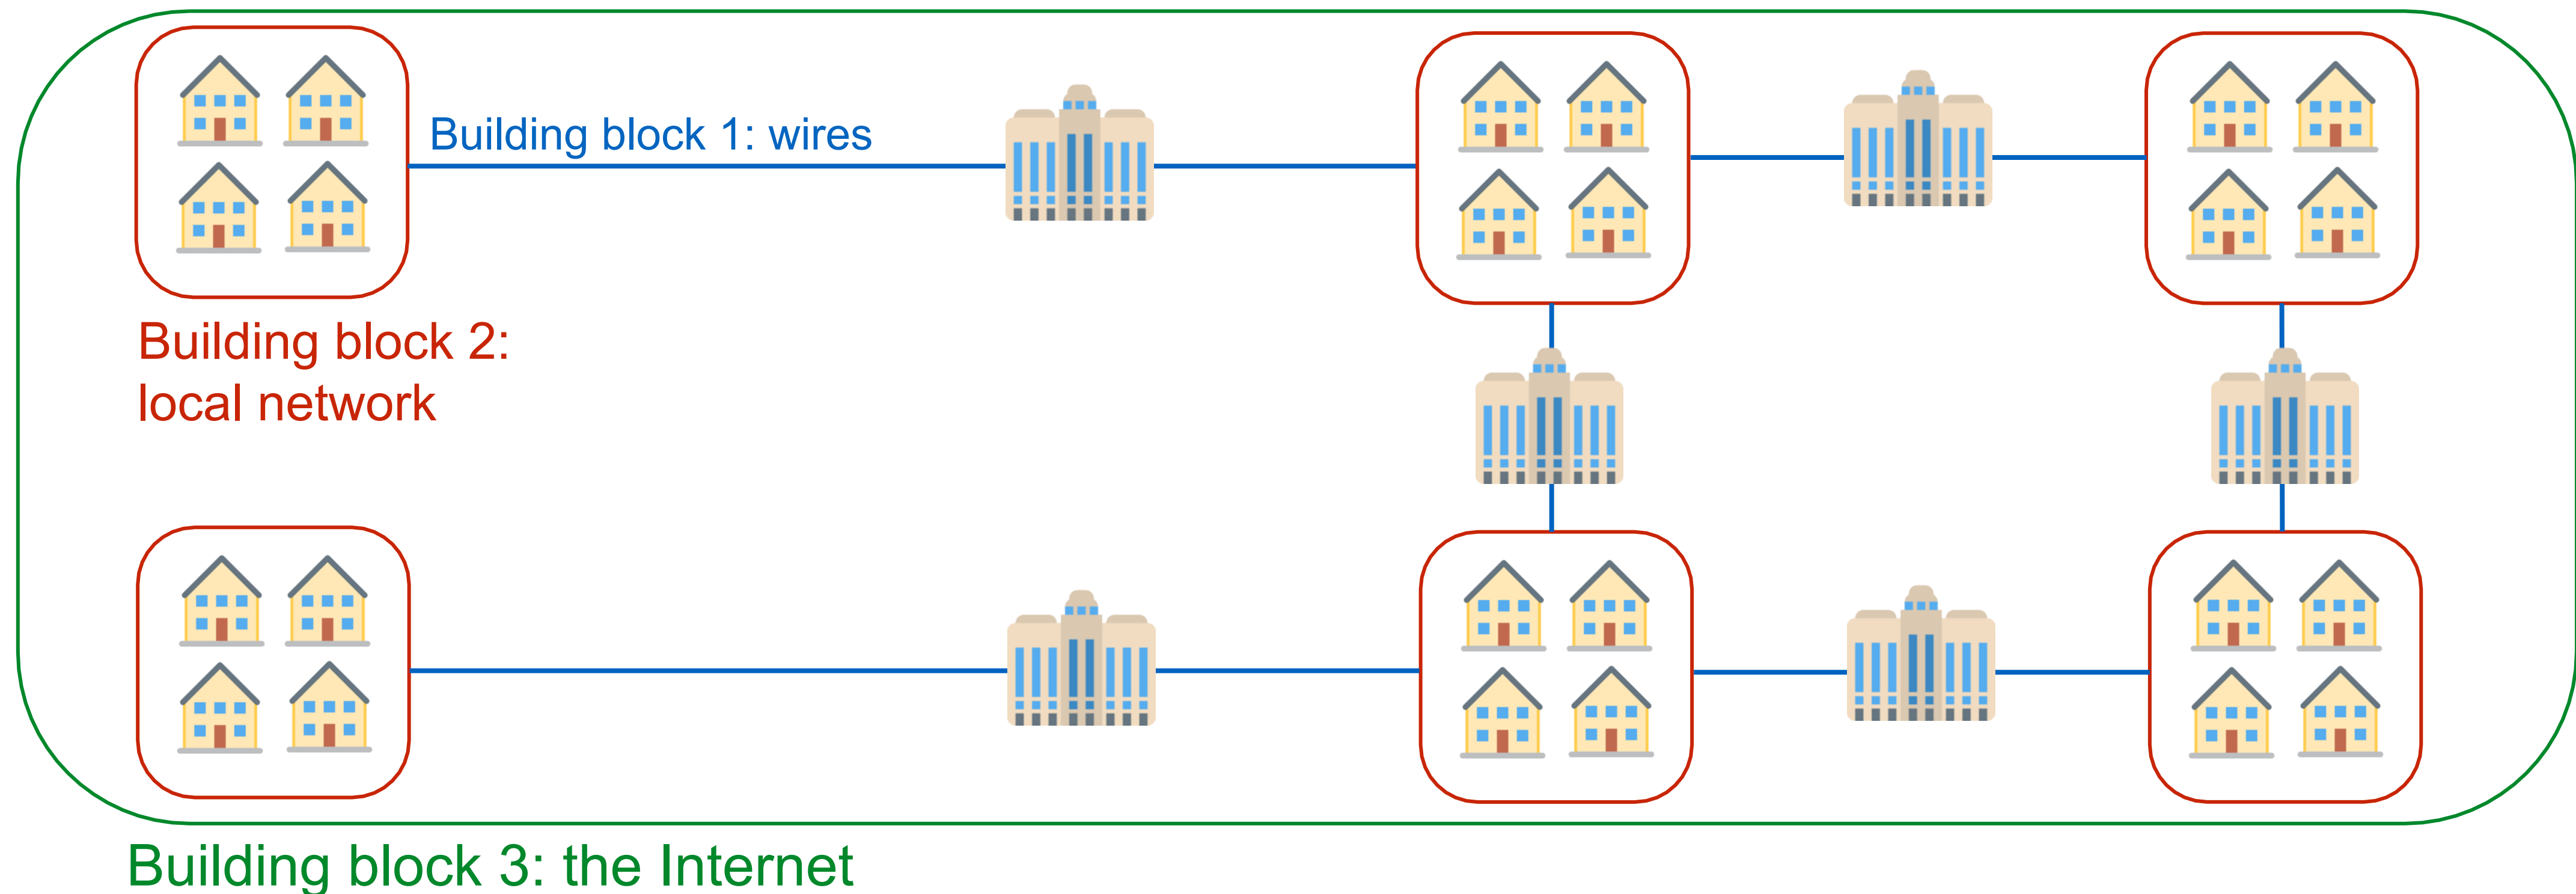 Building block 1: wires
Building block 2:
local network
Building block 3: the Internet